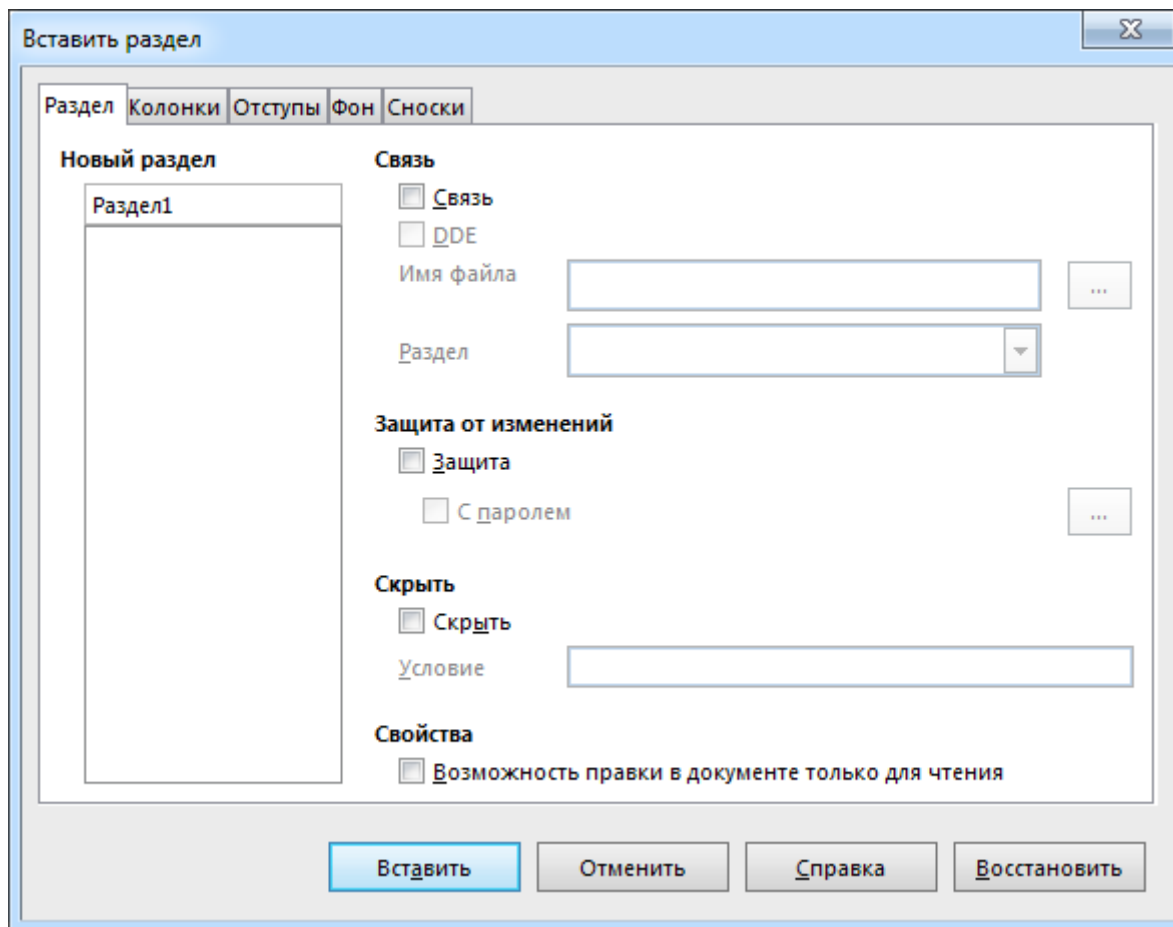 Вставить раздел
Раздел Колонки Отступы Фон Сноски
Новый раздел
Раздел1
Связь
Связь
DDE
Имя файла
...
Раздел
Защита от изменений
Защита
С паролем
...
Скрыть
Скрыть
Условие
Свойства
Возможность правки в документе только для чтения
Вставить Отменить Справка Восстановить